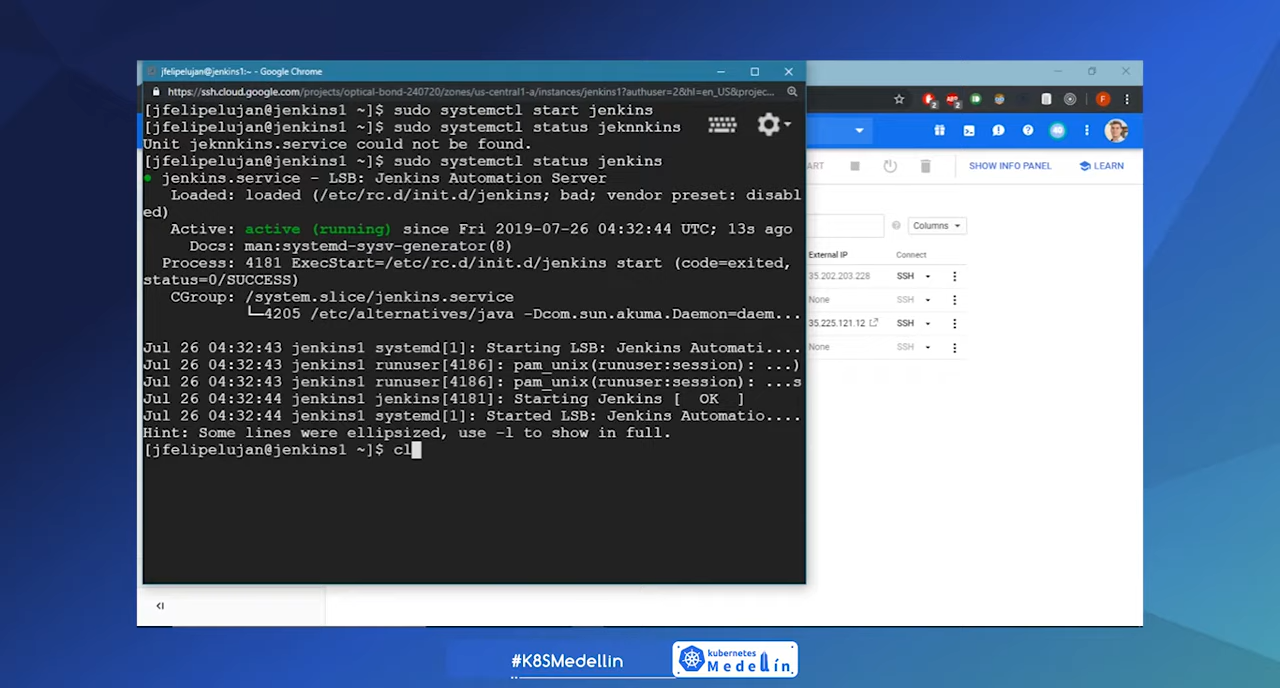 jfelipelujan@jenkins1:~ - Google Chrome
https://ssh.cloud.google.com/projects/optical-bond-240720/zones/us-central1-a/instances/jenkins1?authuser=2&hl=en_US&projec...
[jfelipelujan@jenkins1 ~]$ sudo systemctl start jenkins
[jfelipelujan@jenkins1 ~]$ sudo systemctl status jeknnkins
Unit jeknnkins.service could not be found.
[jfelipelujan@jenkins1 ~]$ sudo systemctl status jenkins
● jenkins.service - LSB: Jenkins Automation Server
Loaded: loaded (/etc/rc.d/init.d/jenkins; bad; vendor preset: disabl
ed)
Active: active (running) since Fri 2019-07-26 04:32:44 UTC; 13s ago
Docs: man:systemd-sysv-generator(8)
Process: 4181 ExecStart=/etc/rc.d/init.d/jenkins start (code=exited,
status=0/SUCCESS)
CGroup: /system.slice/jenkins.service
└─4205 /etc/alternatives/java -Dcom.sun.akuma.Daemon=daem...
Jul 26 04:32:43 jenkins1 systemd[1]: Starting LSB: Jenkins Automati....
Jul 26 04:32:43 jenkins1 runuser[4186]: pam_unix(runuser:session): ...)
Jul 26 04:32:43 jenkins1 runuser[4186]: pam_unix(runuser:session): ...s
Jul 26 04:32:44 jenkins1 jenkins[4181]: Starting Jenkins [  OK  ]
Jul 26 04:32:44 jenkins1 systemd[1]: Started LSB: Jenkins Automatio....
Hint: Some lines were ellipsized, use -l to show in full.
[jfelipelujan@jenkins1 ~]$ cl
ART SHOW INFO PANEL LEARN
Columns
External IP Connect
35.202.203.228 SSH
None SSH
35.225.121.12 SSH
None SSH
#K8SMedellin
kubernetes
Medellín